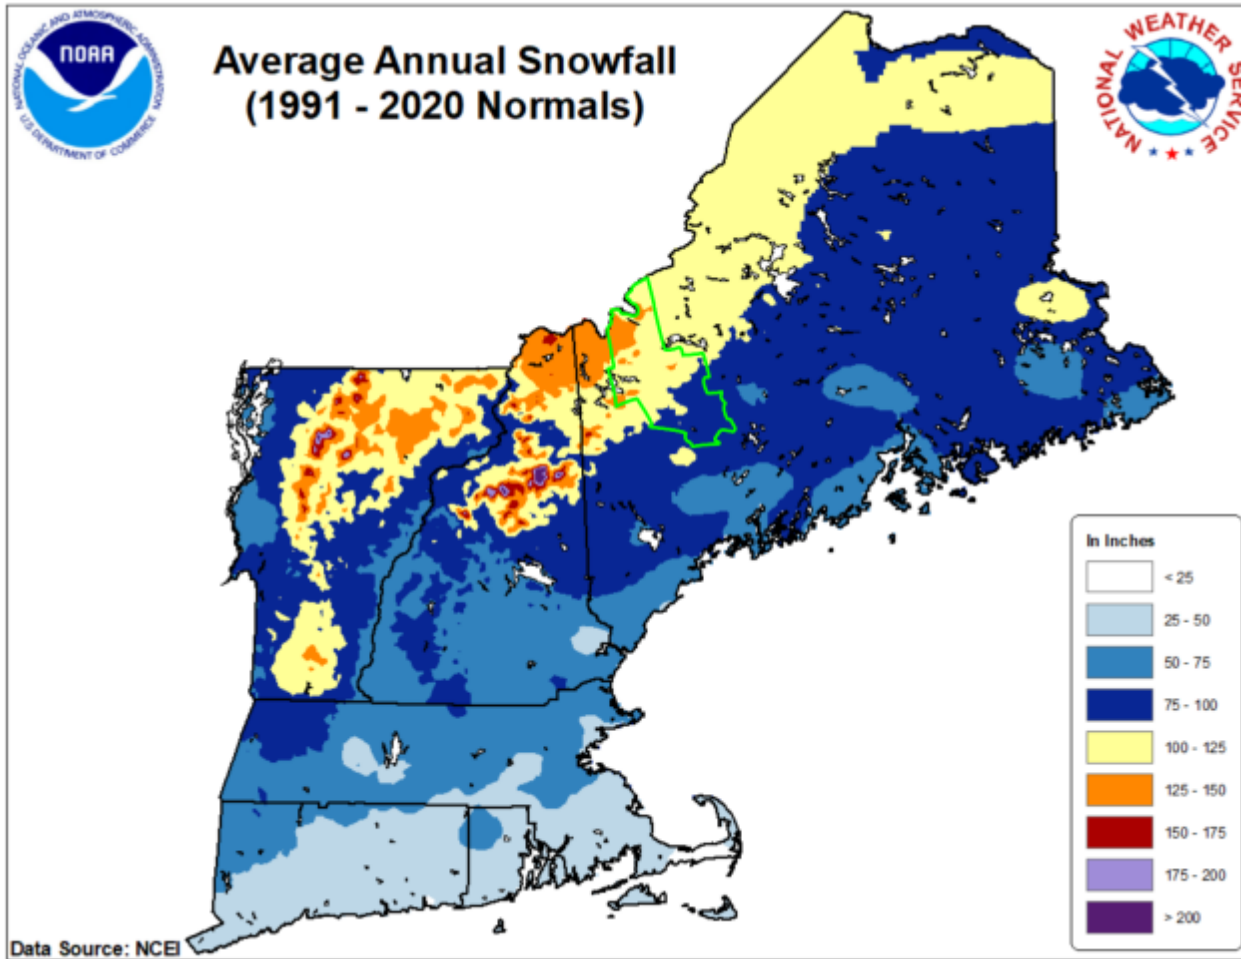 NATIONAL OCEANIC AND ATMOSPHERIC ADMINISTRATION
NOAA
U.S. DEPARTMENT OF COMMERCE
Average Annual Snowfall
(1991 - 2020 Normals)
NATIONAL WEATHER SERVICE
In Inches
< 25
25 - 50
50 - 75
75 - 100
100 - 125
125 - 150
150 - 175
175 - 200
> 200
Data Source: NCEI